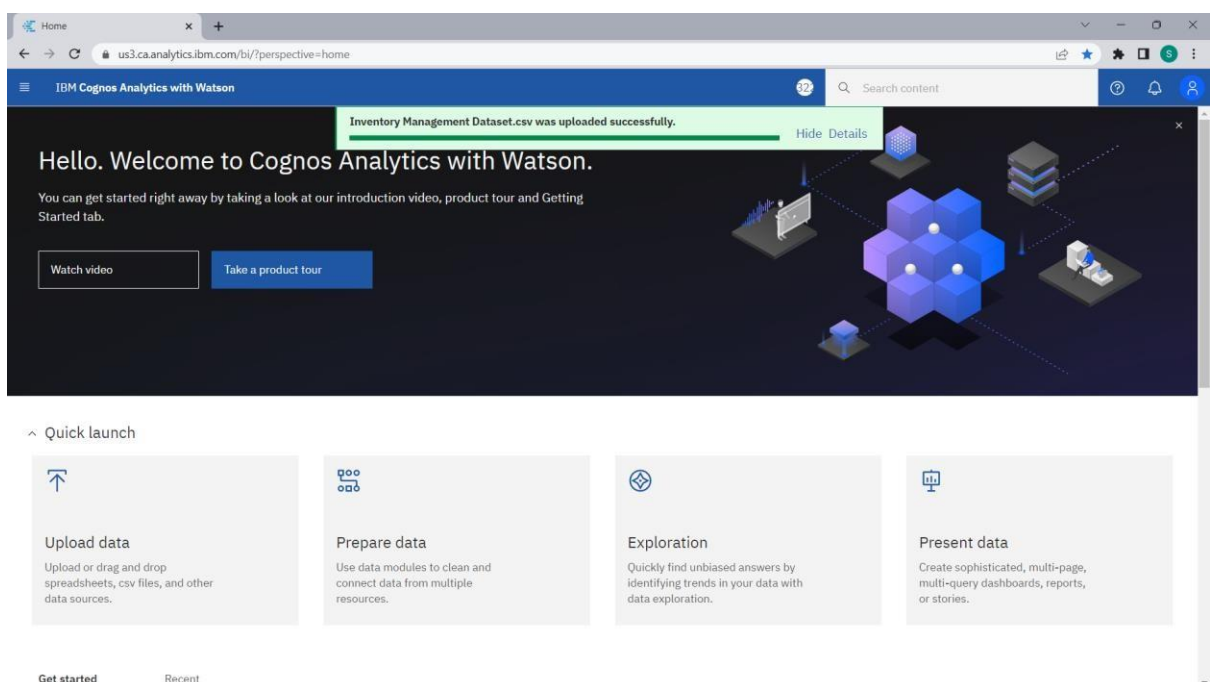 Home
us3.ca.analytics.ibm.com/bi/?perspective=home
S
IBM Cognos Analytics with Watson
Search content
Inventory Management Dataset.csv was uploaded successfully.
Hide Details
Hello. Welcome to Cognos Analytics with Watson.
You can get started right away by taking a look at our introduction video, product tour and Getting
Started tab.
Watch video
Take a product tour
Quick launch
Upload data
Upload or drag and drop
spreadsheets, csv files, and other
data sources.
Prepare data
Use data modules to clean and
connect data from multiple
resources.
Exploration
Quickly find unbiased answers by
identifying trends in your data with
data exploration.
Present data
Create sophisticated, multi-page,
multi-query dashboards, reports,
or stories.
Get started Recent